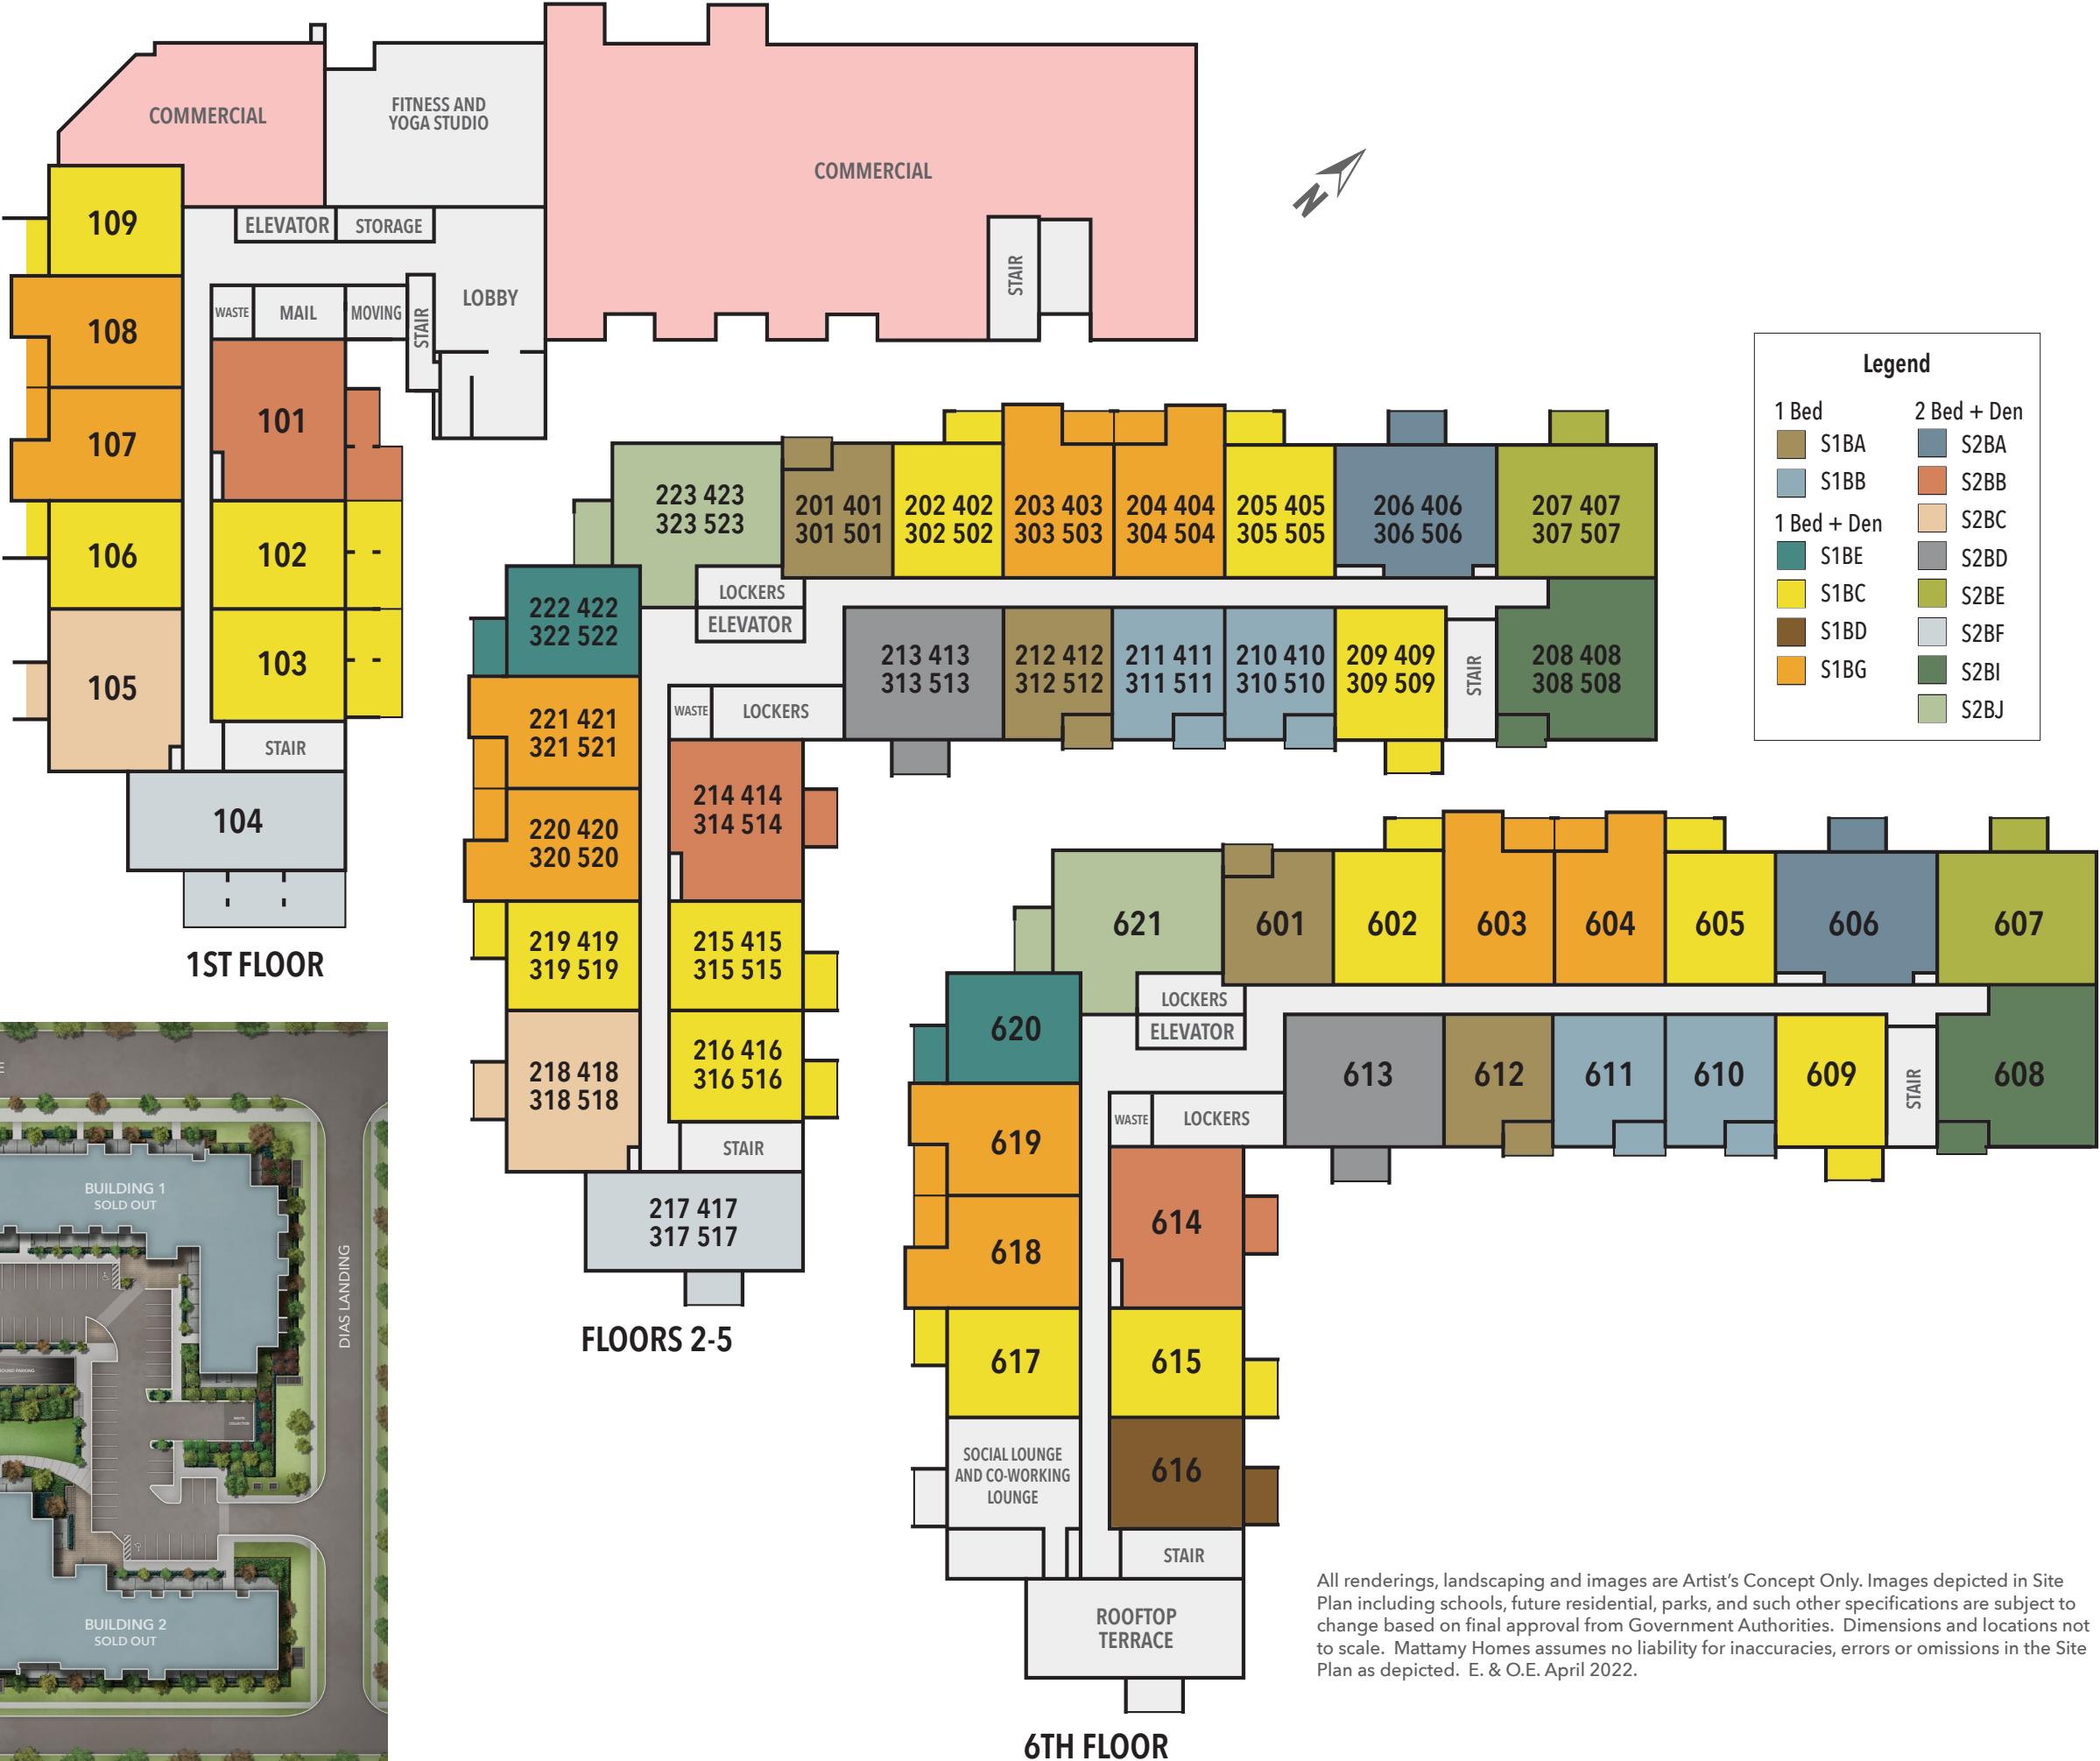 COMMERCIAL
FITNESS AND
YOGA STUDIO
COMMERCIAL
109
ELEVATOR
STORAGE
STAIR
108
WASTE
MAIL
MOVING
STAIR
LOBBY
107
101
106
102
105
103
STAIR
104
1ST FLOOR
N
Legend
1 Bed
S1BA
S1BB
1 Bed + Den
S1BE
S1BC
S1BD
S1BG
2 Bed + Den
S2BA
S2BB
S2BC
S2BD
S2BE
S2BF
S2BI
S2BJ
223 423
323 523
201 401
301 501
202 402
302 502
203 403
303 503
204 404
304 504
205 405
305 505
206 406
306 506
207 407
307 507
222 422
322 522
LOCKERS
ELEVATOR
213 413
313 513
212 412
312 512
211 411
311 511
210 410
310 510
209 409
309 509
STAIR
208 408
308 508
221 421
321 521
WASTE
LOCKERS
220 420
320 520
214 414
314 514
219 419
319 519
215 415
315 515
218 418
318 518
216 416
316 516
STAIR
217 417
317 517
FLOORS 2-5
621
601
602
603
604
605
606
607
620
LOCKERS
ELEVATOR
613
612
611
610
609
STAIR
608
619
WASTE
LOCKERS
618
614
617
615
SOCIAL LOUNGE
AND CO-WORKING
LOUNGE
616
STAIR
ROOFTOP
TERRACE
6TH FLOOR
BUILDING 1
SOLD OUT
DIAS LANDING
BUILDING 2
SOLD OUT
All renderings, landscaping and images are Artist's Concept Only. Images depicted in Site
Plan including schools, future residential, parks, and such other specifications are subject to
change based on final approval from Government Authorities. Dimensions and locations not
to scale. Mattamy Homes assumes no liability for inaccuracies, errors or omissions in the Site
Plan as depicted. E. & O.E. April 2022.